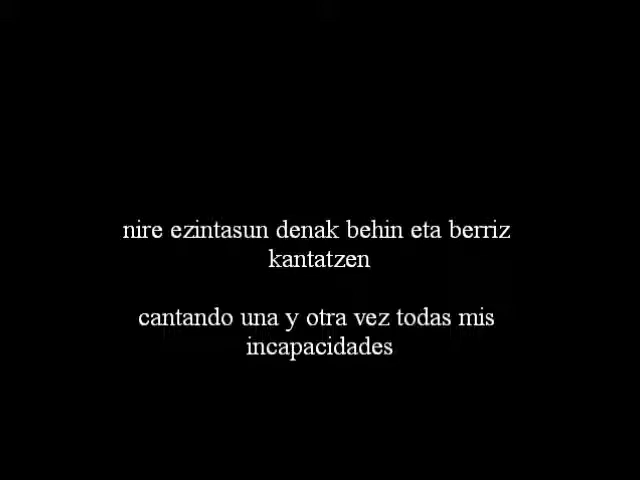 nire ezintasun denak behin eta berriz
kantatzen
cantando una y otra vez todas mis
incapacidades